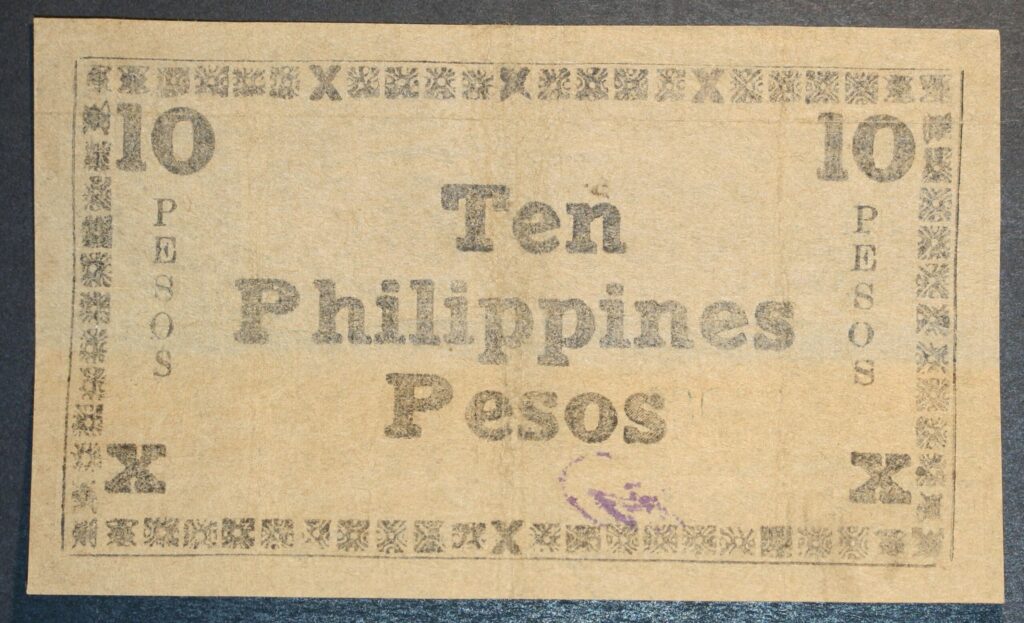 X X X
10 10
PESOS PESOS
Ten
Philippines
Pesos
X X
X